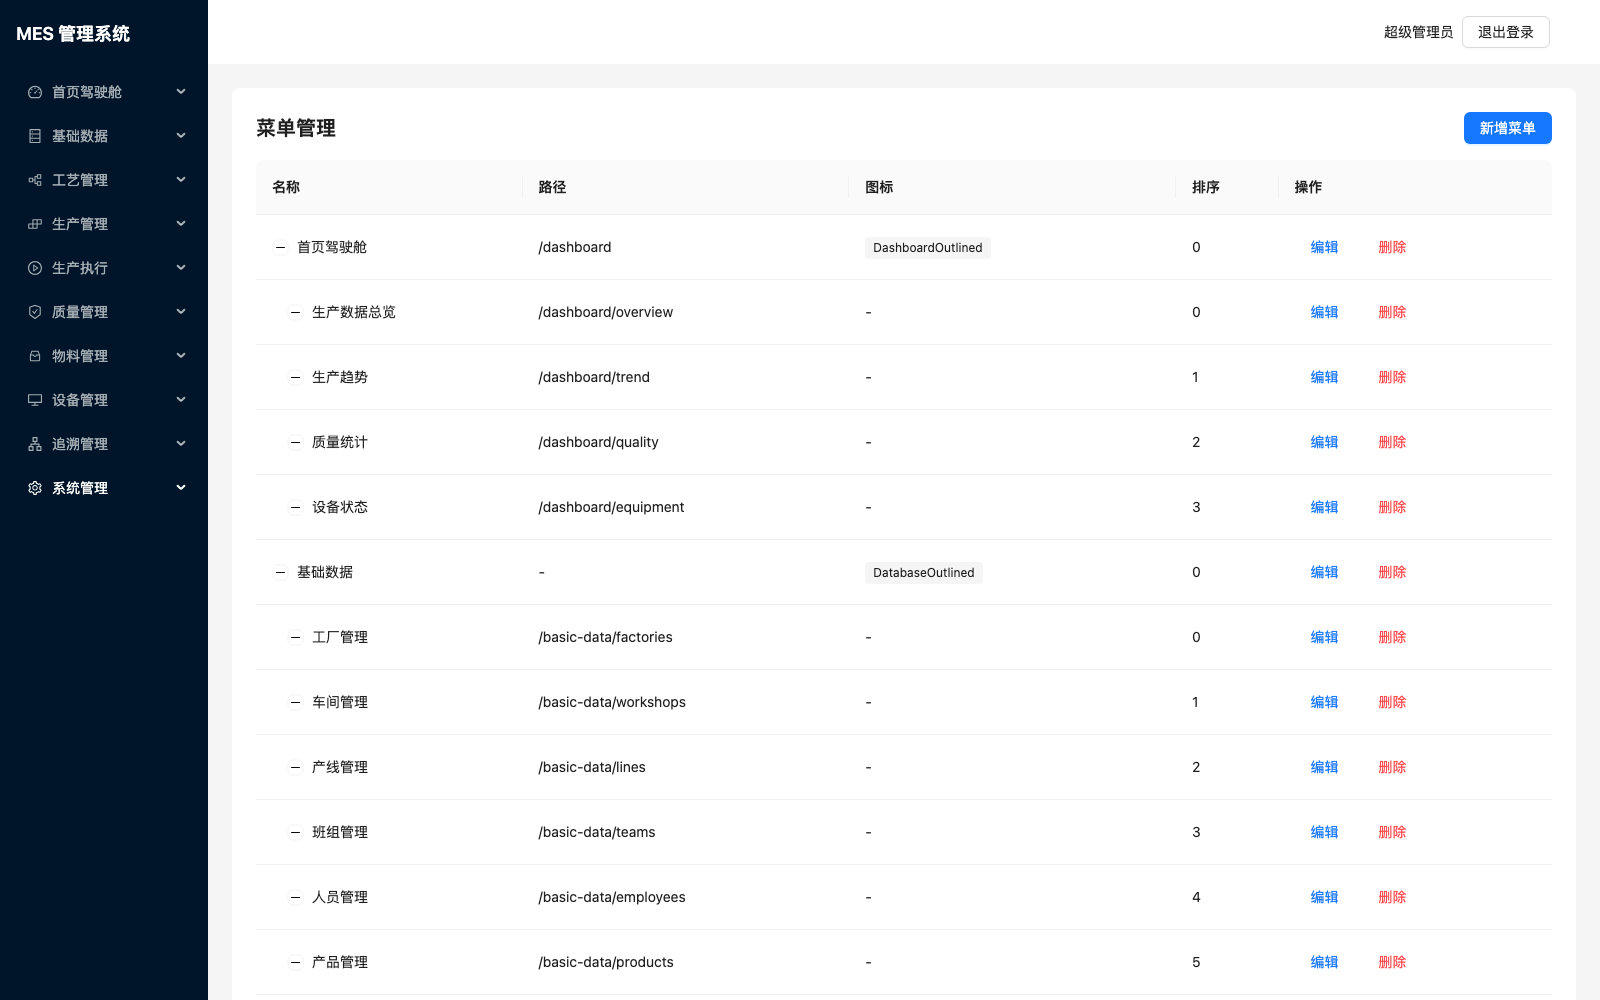 MES 管理系统
首页驾驶舱
基础数据
工艺管理
生产管理
生产执行
质量管理
物料管理
设备管理
追溯管理
系统管理
超级管理员 退出登录
菜单管理 新增菜单
名称 路径 图标 排序 操作
首页驾驶舱 /dashboard DashboardOutlined 0 编辑 删除
生产数据总览 /dashboard/overview - 0 编辑 删除
生产趋势 /dashboard/trend - 1 编辑 删除
质量统计 /dashboard/quality - 2 编辑 删除
设备状态 /dashboard/equipment - 3 编辑 删除
基础数据 - DatabaseOutlined 0 编辑 删除
工厂管理 /basic-data/factories - 0 编辑 删除
车间管理 /basic-data/workshops - 1 编辑 删除
产线管理 /basic-data/lines - 2 编辑 删除
班组管理 /basic-data/teams - 3 编辑 删除
人员管理 /basic-data/employees - 4 编辑 删除
产品管理 /basic-data/products - 5 编辑 删除